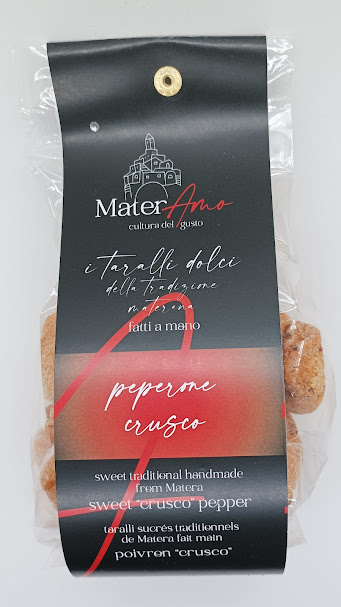 MaterAmo
cultura del gusto
i taralli dolci
della tradizione
materana
fatti a mano
peperone
crusco
sweet traditional handmade
from Matera
sweet "crusco" pepper
taralli sucrés traditionnels
de Matera fait main
poivron "crusco"